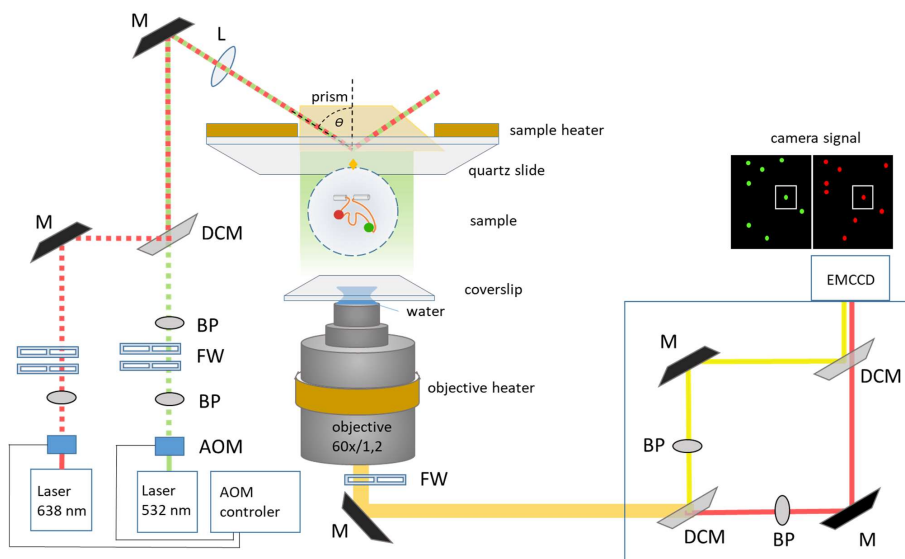 M
L
prism
θ
sample heater
camera signal
quartz slide
M
DCM
sample
EMCCD
coverslip
water
BP
FW
M
DCM
objective heater
BP
BP
AOM
objective
60x/1,2
FW
Laser
638 nm
Laser
532 nm
AOM
controler
M
DCM
BP
M